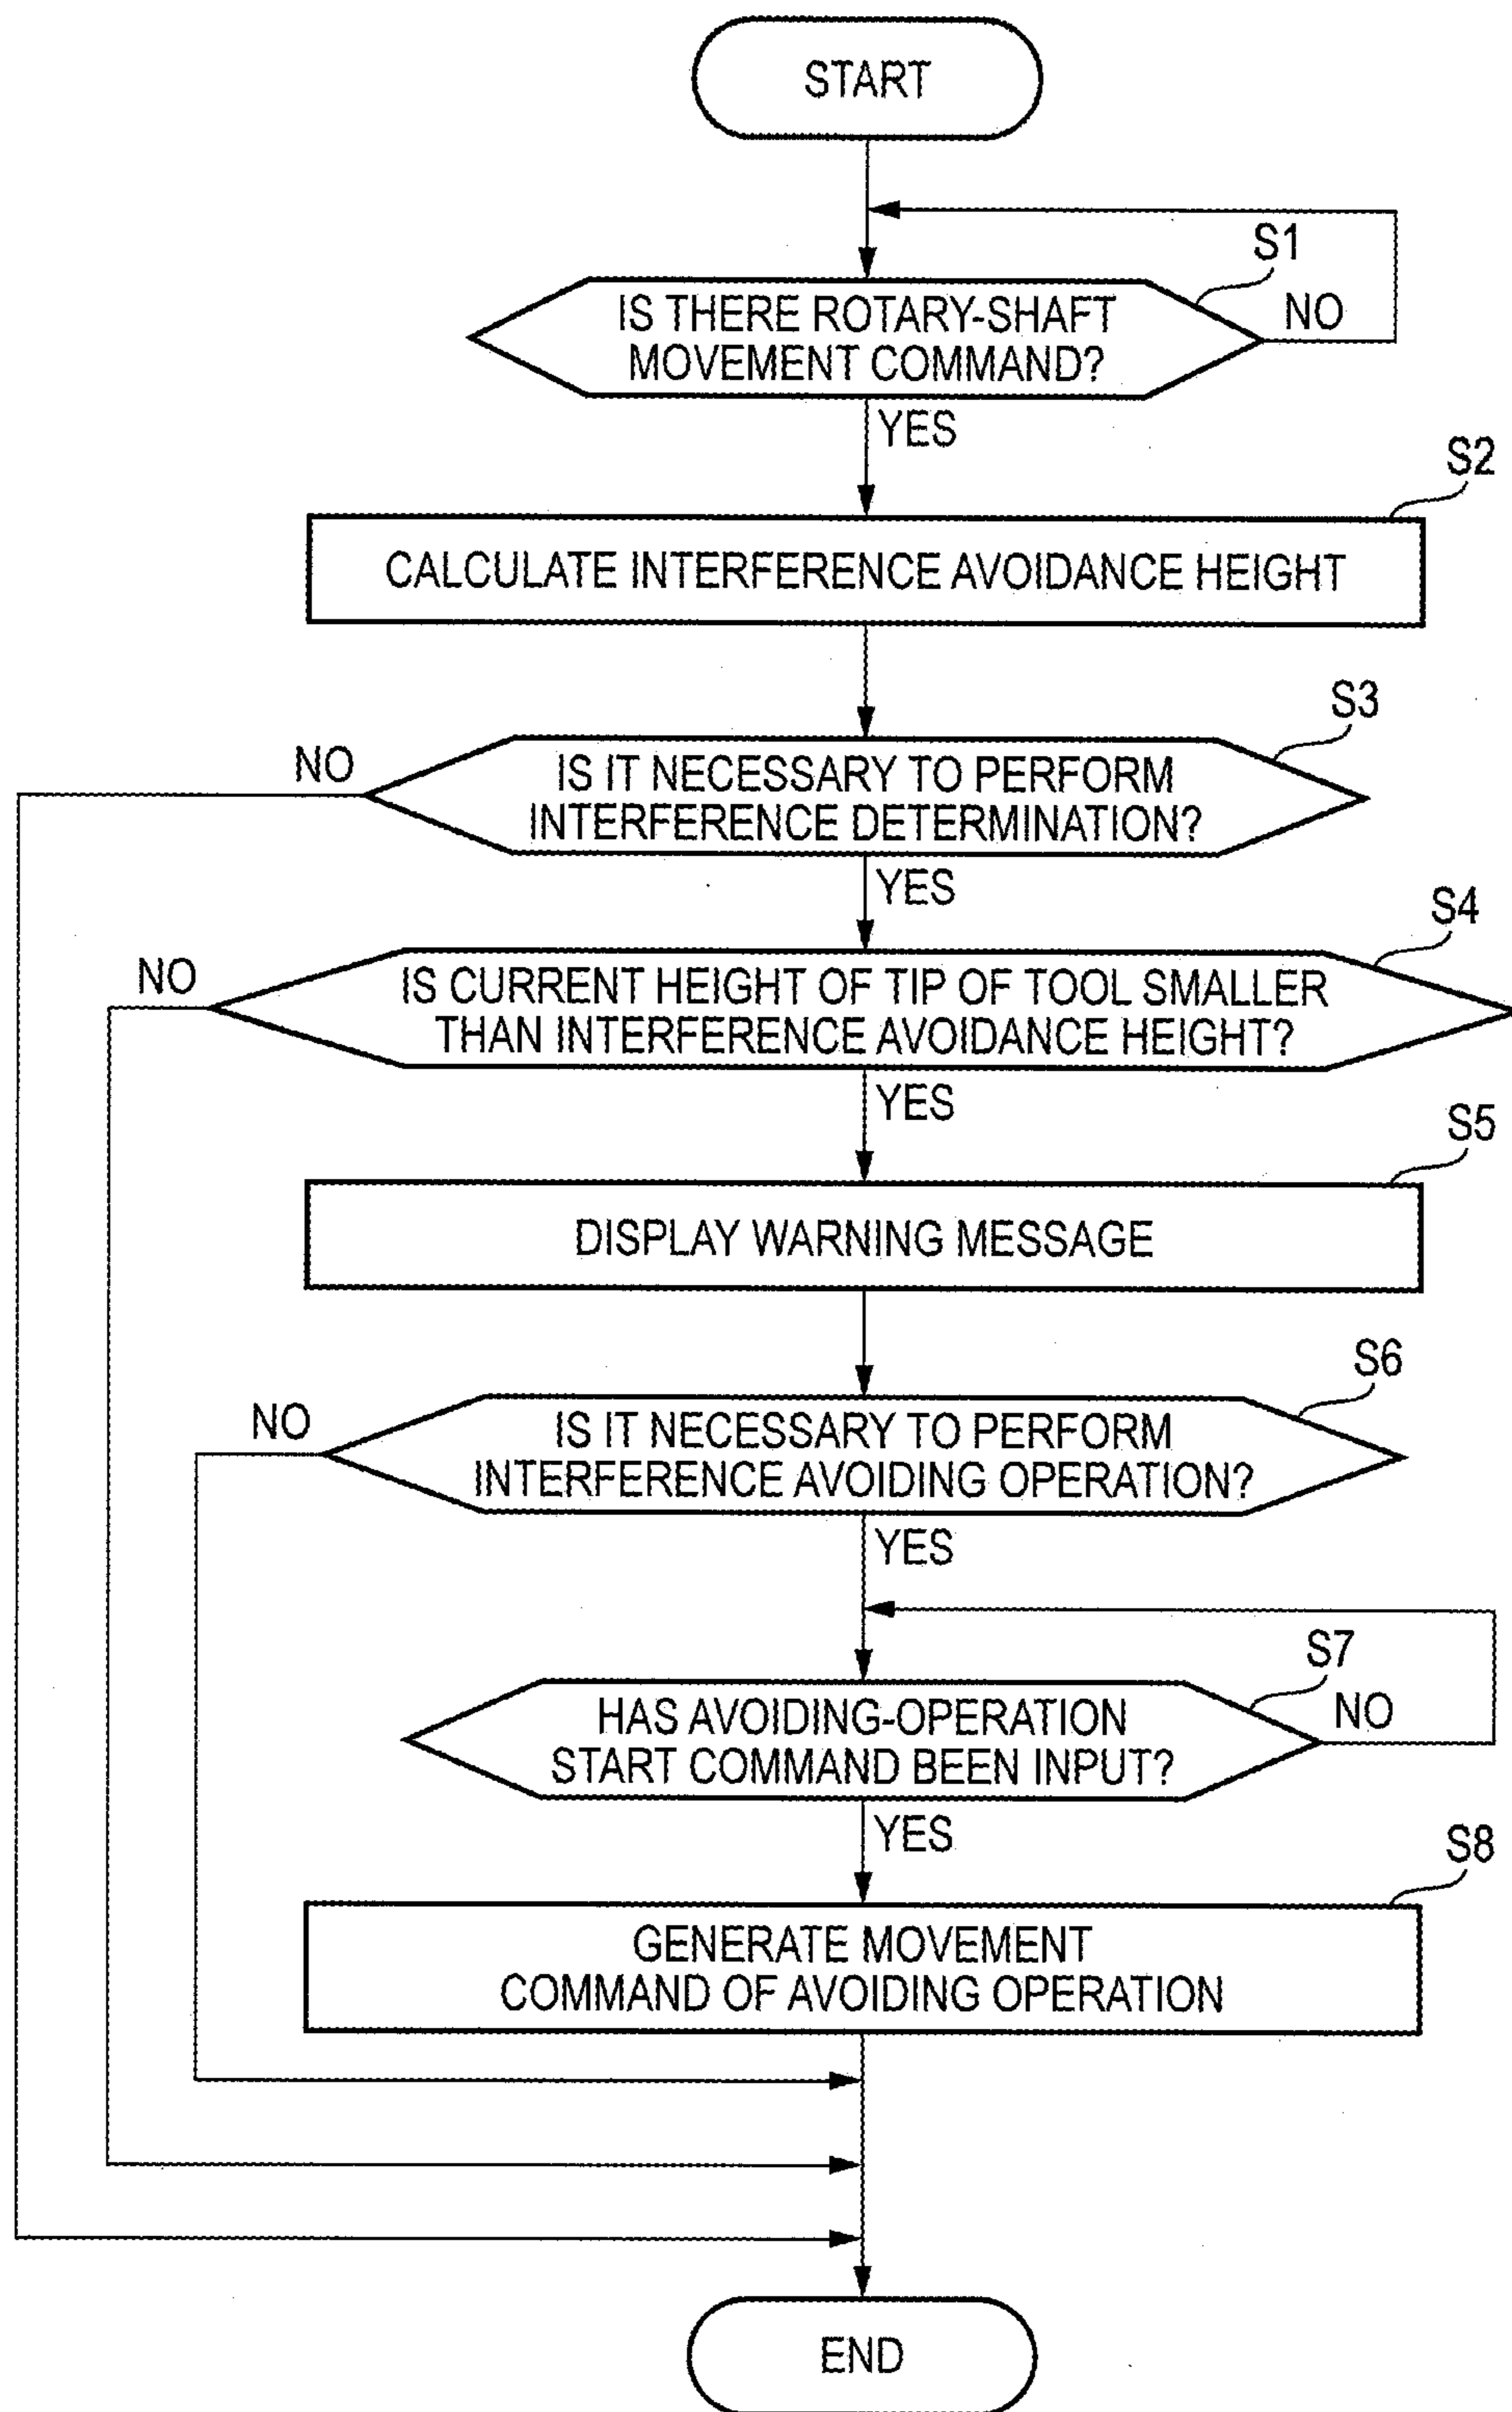 START
S1
IS THERE ROTARY-SHAFT
MOVEMENT COMMAND?
NO
YES
S2
CALCULATE INTERFERENCE AVOIDANCE HEIGHT
S3
NO
IS IT NECESSARY TO PERFORM
INTERFERENCE DETERMINATION?
YES
S4
NO
IS CURRENT HEIGHT OF TIP OF TOOL SMALLER
THAN INTERFERENCE AVOIDANCE HEIGHT?
YES
S5
DISPLAY WARNING MESSAGE
S6
NO
IS IT NECESSARY TO PERFORM
INTERFERENCE AVOIDING OPERATION?
YES
S7
HAS AVOIDING-OPERATION
START COMMAND BEEN INPUT?
NO
YES
S8
GENERATE MOVEMENT
COMMAND OF AVOIDING OPERATION
END